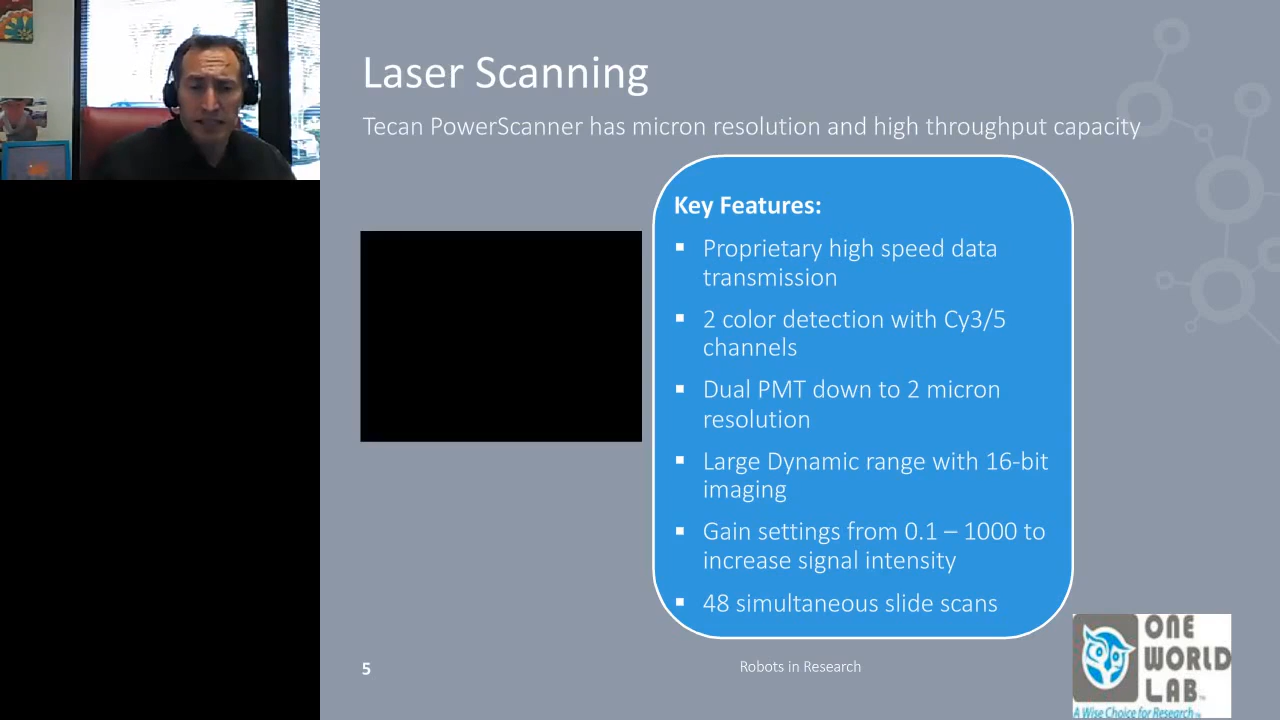 Laser Scanning
Tecan PowerScanner has micron resolution and high throughput capacity
Key Features:
▪ Proprietary high speed data
transmission
▪ 2 color detection with Cy3/5
channels
▪ Dual PMT down to 2 micron
resolution
▪ Large Dynamic range with 16-bit
imaging
▪ Gain settings from 0.1 – 1000 to
increase signal intensity
▪ 48 simultaneous slide scans
5
Robots in Research
ONE
WORLD
LAB™
A Wise Choice for Research™